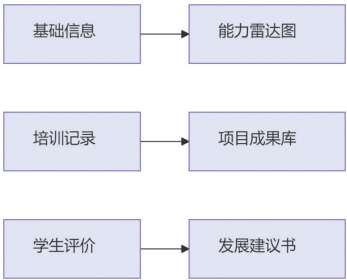 基础信息
能力雷达图
培训记录
项目成果库
学生评价
发展建议书